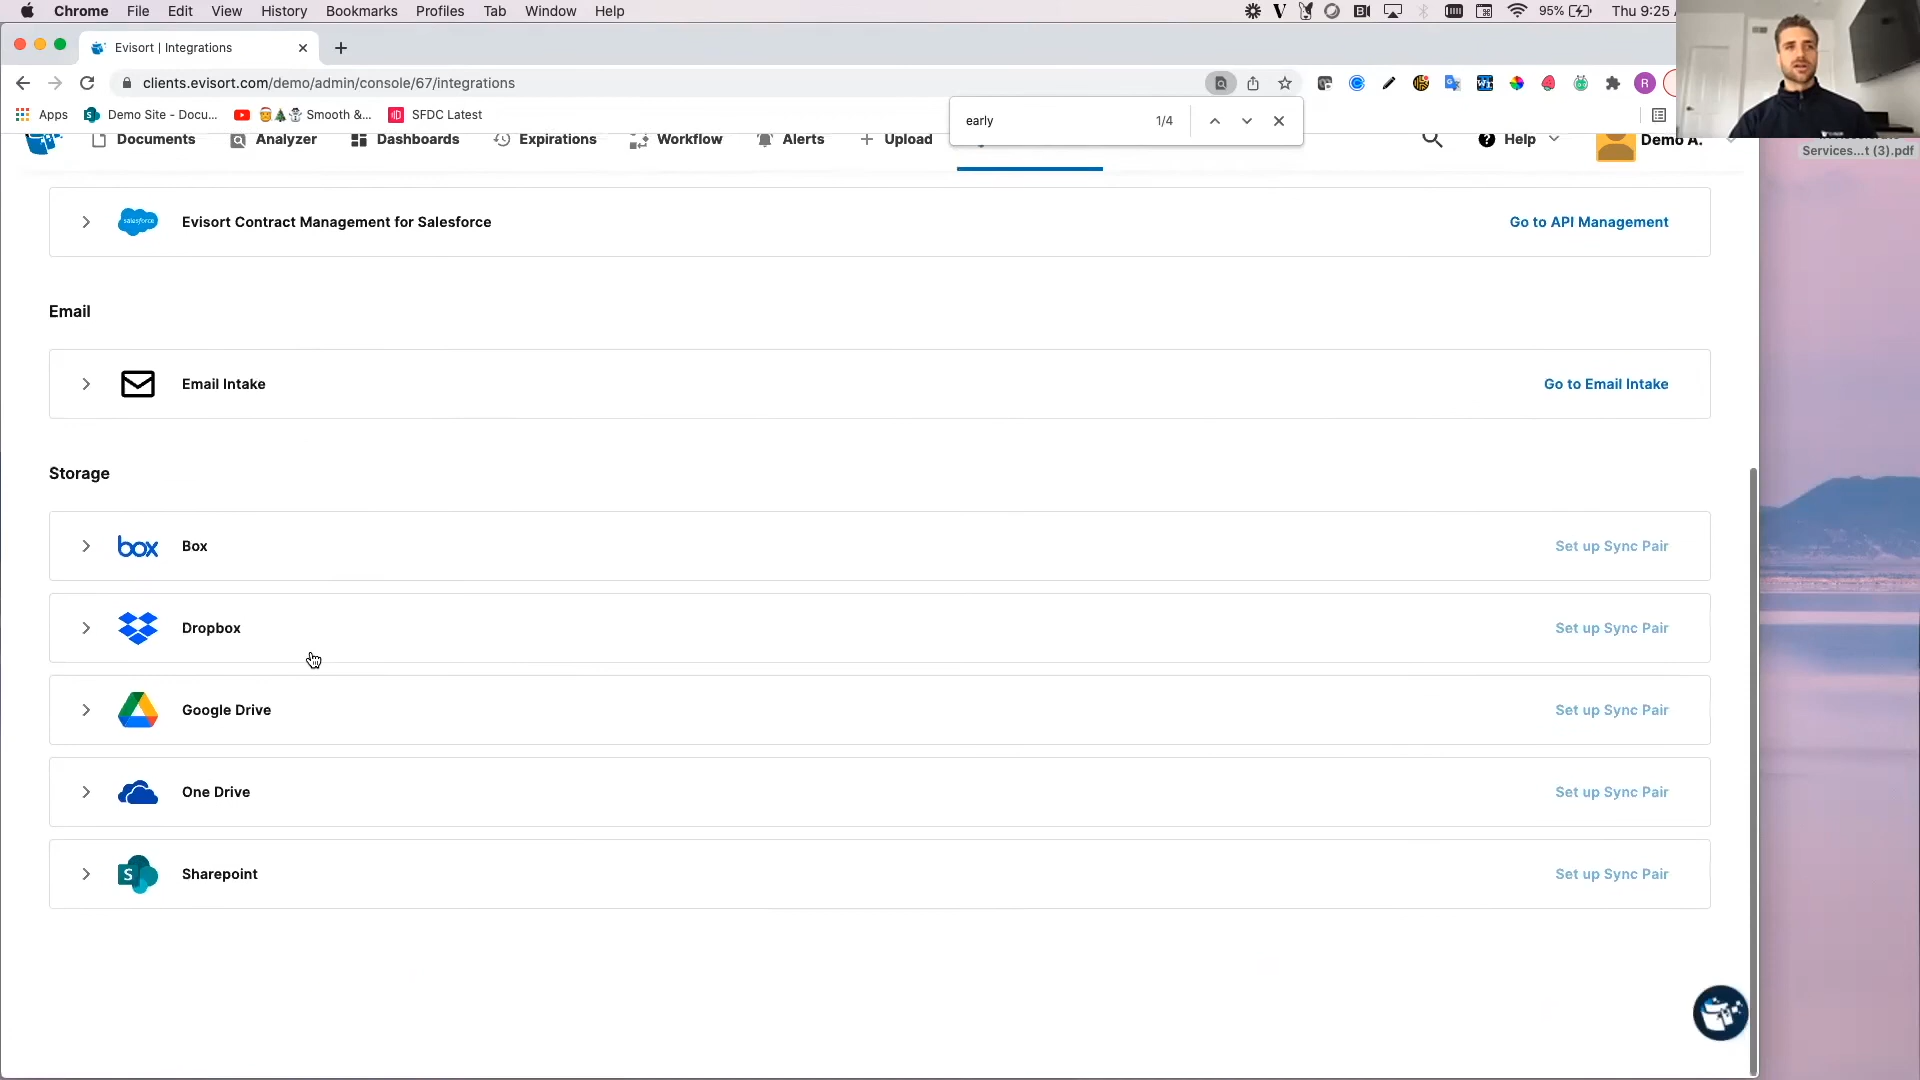 Chrome File Edit View History Bookmarks Profiles Tab Window Help 95% Thu 9:25
Evisort | Integrations
clients.evisort.com/demo/admin/console/67/integrations R
Apps Demo Site - Docu... Smooth &... SFDC Latest
early 1/4
Documents Analyzer Dashboards Expirations Workflow Alerts Upload Help Demo A.
Services...t (3).pdf
salesforce Evisort Contract Management for Salesforce Go to API Management
Email
Email Intake Go to Email Intake
Storage
box Box Set up Sync Pair
Dropbox Set up Sync Pair
Google Drive Set up Sync Pair
One Drive Set up Sync Pair
S Sharepoint Set up Sync Pair